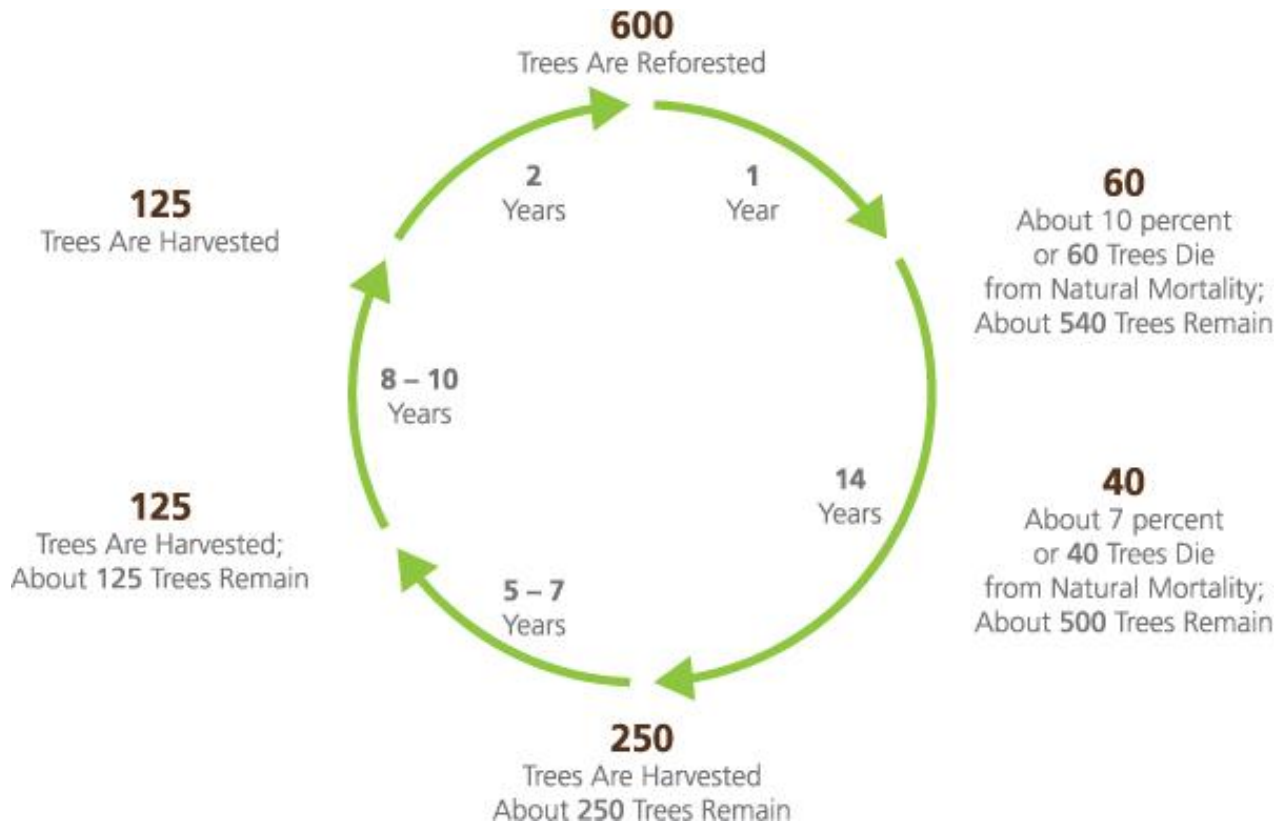 600
Trees Are Reforested
1
Year
60
About 10 percent
or 60 Trees Die
from Natural Mortality;
About 540 Trees Remain
14
Years
40
About 7 percent
or 40 Trees Die
from Natural Mortality;
About 500 Trees Remain
250
Trees Are Harvested
About 250 Trees Remain
5 – 7
Years
125
Trees Are Harvested;
About 125 Trees Remain
8 – 10
Years
125
Trees Are Harvested
2
Years